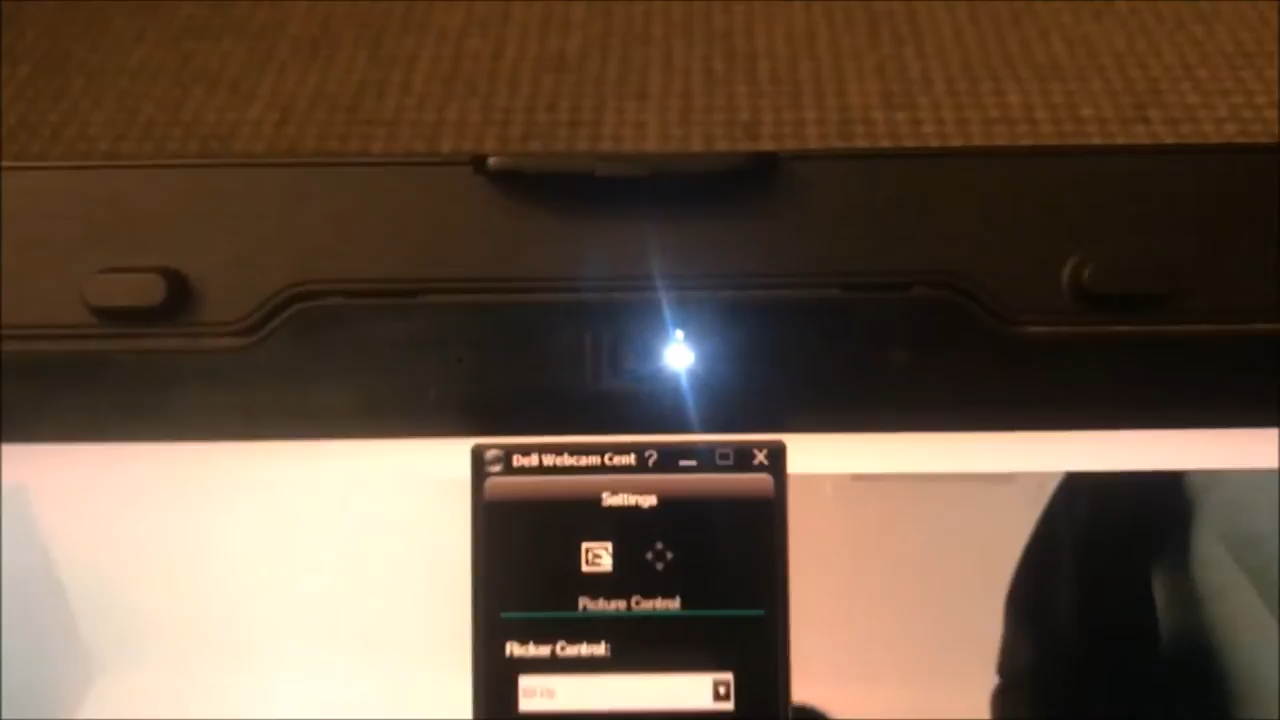 Dell Webcam Cent ?
Settings
Picture Control
Flicker Control: